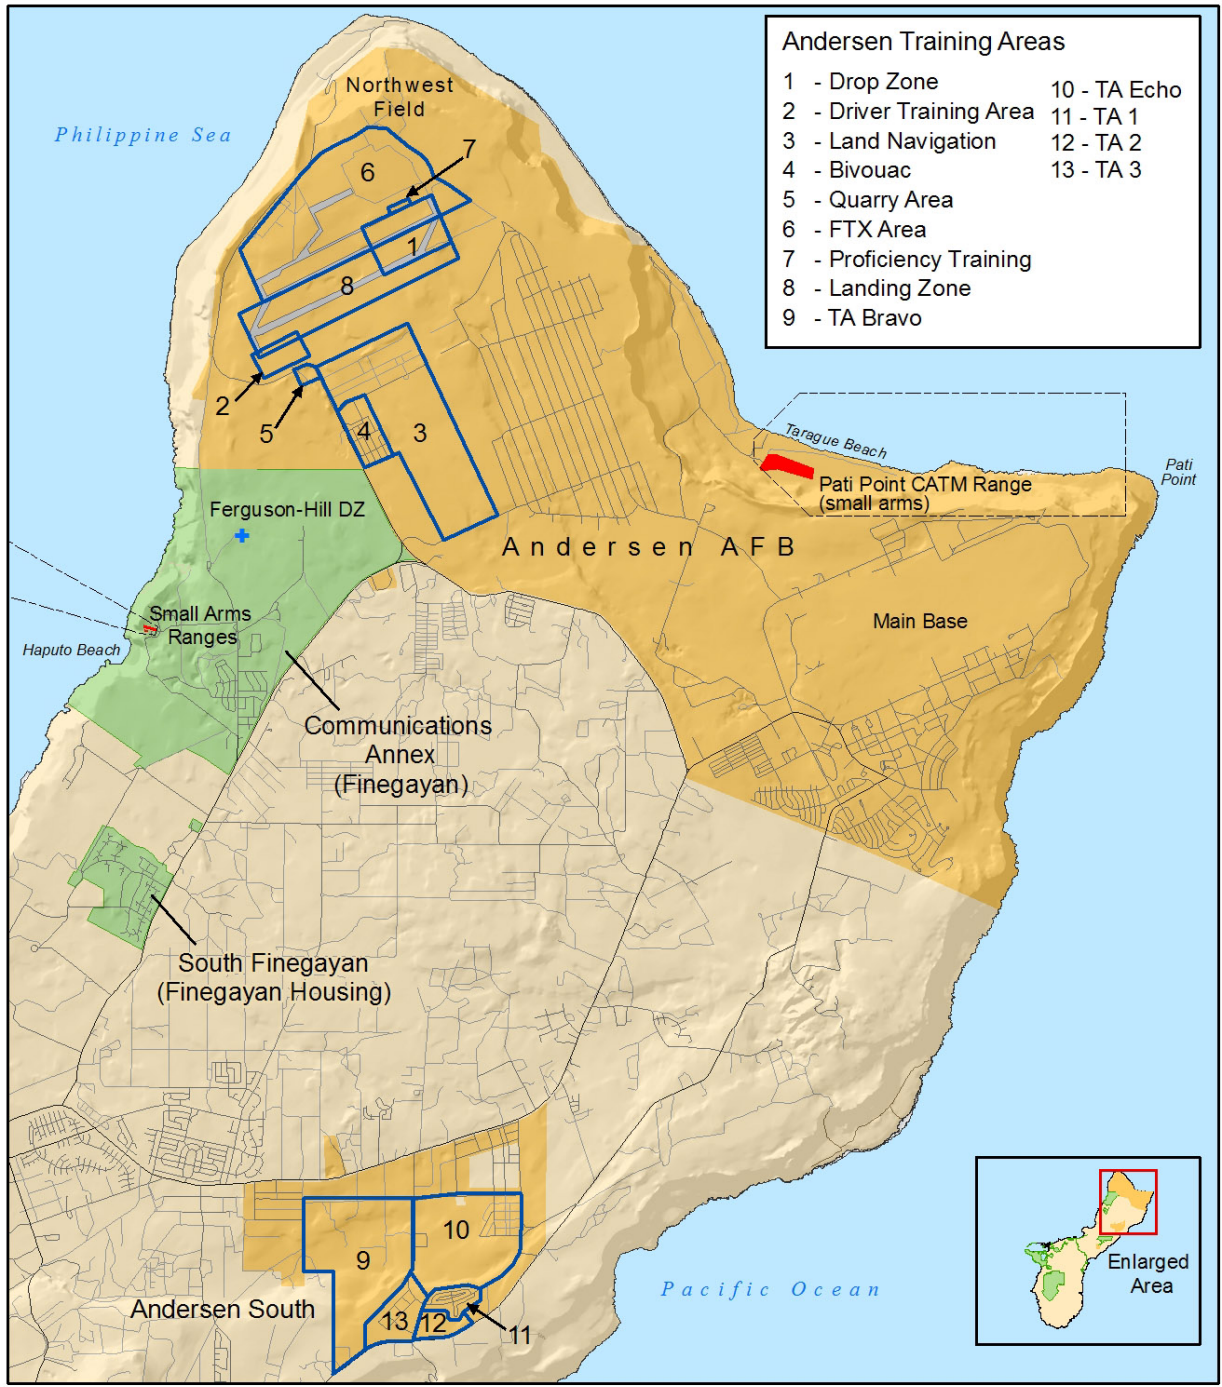 Andersen Training Areas
1 - Drop Zone
2 - Driver Training Area
3 - Land Navigation
4 - Bivouac
5 - Quarry Area
6 - FTX Area
7 - Proficiency Training
8 - Landing Zone
9 - TA Bravo
10 - TA Echo
11 - TA 1
12 - TA 2
13 - TA 3
Northwest
Field
Philippine Sea
7
6
1
8
2
5
4
3
Tarague Beach
Pati
Point
Pati Point CATM Range
(small arms)
Ferguson-Hill DZ
Andersen AFB
Small Arms
Ranges
Main Base
Haputo Beach
Communications
Annex
(Finegayan)
South Finegayan
(Finegayan Housing)
10
9
Andersen South
13
12
11
Pacific Ocean
Enlarged
Area